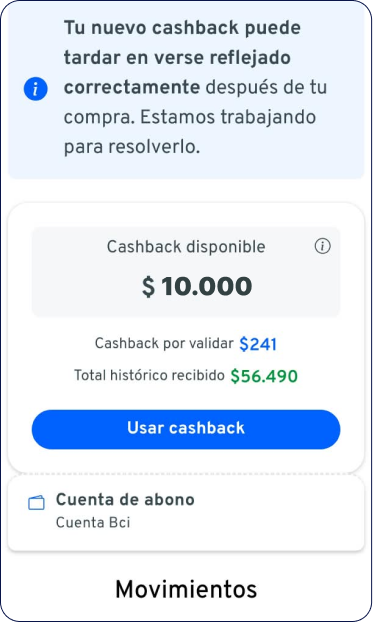 Tu nuevo cashback puede
tardar en verse reflejado
correctamente después de tu
compra. Estamos trabajando
para resolverlo.
Cashback disponible
$ 10.000
Cashback por validar $241
Total histórico recibido $56.490
Usar cashback
Cuenta de abono
Cuenta Bci
Movimientos